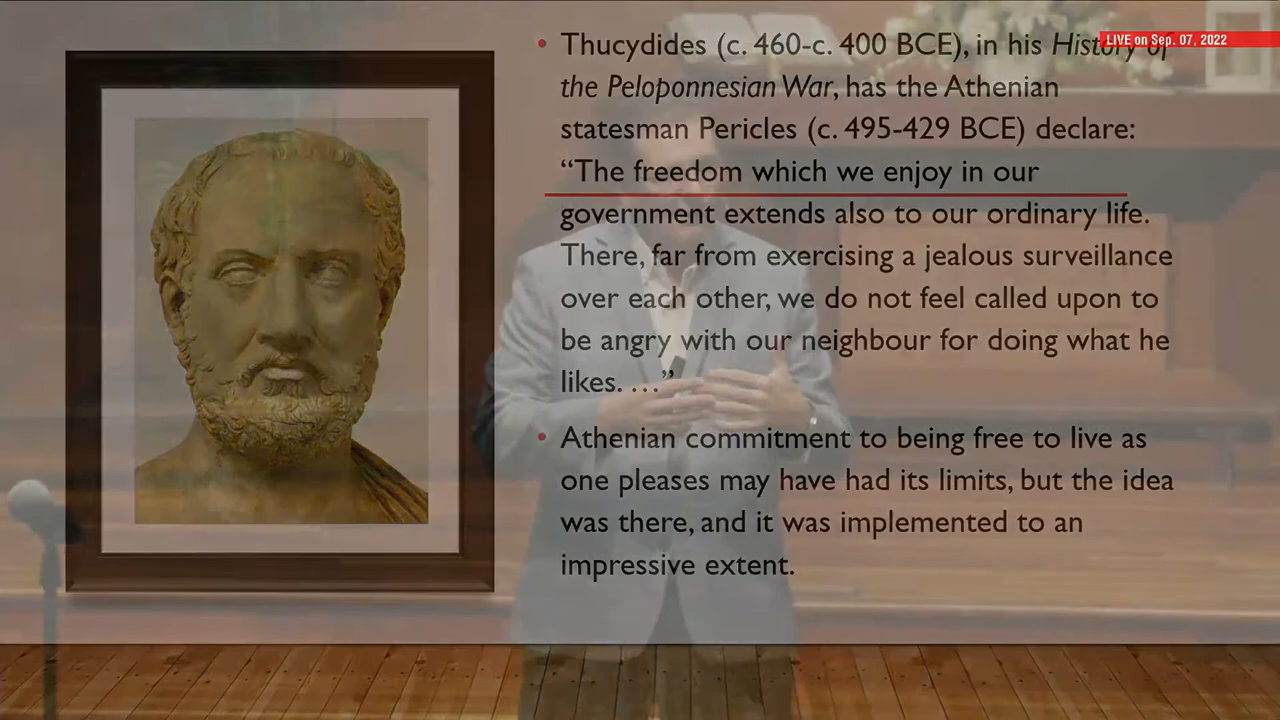 • Thucydides (c. 460-c. 400 BCE), in his History of
LIVE on Sep. 07, 2022
the Peloponnesian War, has the Athenian
statesman Pericles (c. 495-429 BCE) declare:
“The freedom which we enjoy in our
government extends also to our ordinary life.
There, far from exercising a jealous surveillance
over each other, we do not feel called upon to
be angry with our neighbour for doing what he
likes. …”
• Athenian commitment to being free to live as
one pleases may have had its limits, but the idea
was there, and it was implemented to an
impressive extent.